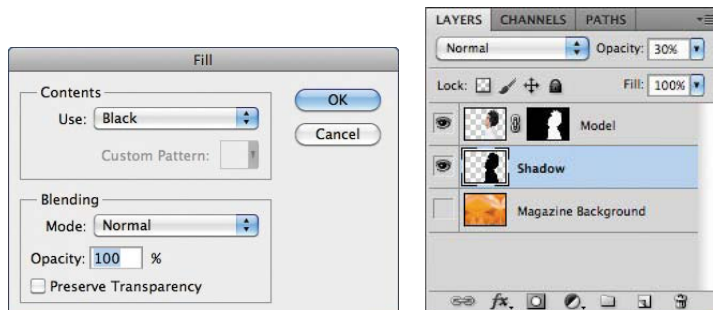 Fill
Contents
Use: Black
Custom Pattern:
Blending
Mode: Normal
Opacity: 100 %
Preserve Transparency
OK
Cancel
LAYERS CHANNELS PATHS
Normal Opacity: 30%
Lock: Fill: 100%
Model
Shadow
Magazine Background
fx.